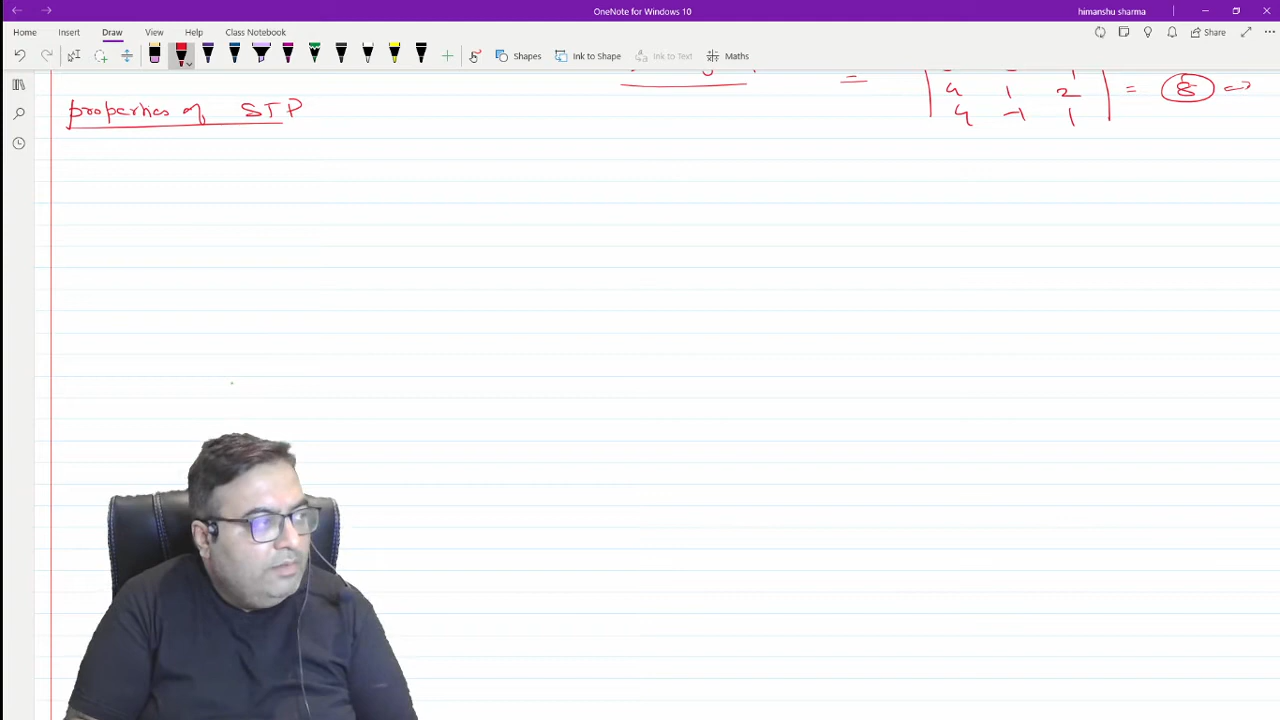 OneNote for Windows 10
himanshu sharma
Home Insert Draw View Help Class Notebook
Share
Shapes Ink to Shape Ink to Text Maths
properties of STP
=
4 1 2 = 8
4 -1 1